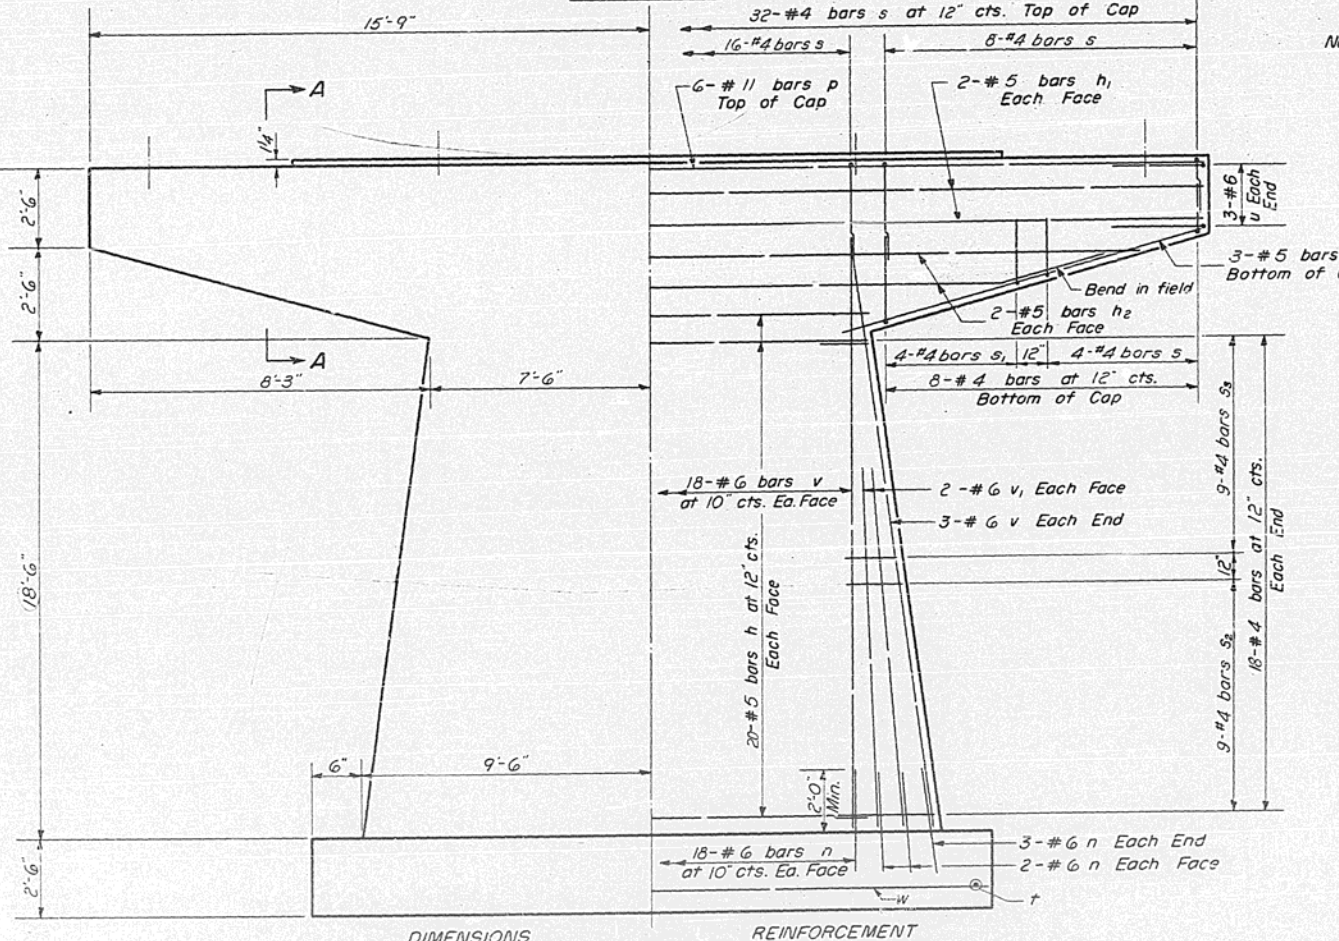 32-#4 bars s at 12" cts. Top of Cap
15'-9"
16-#4 bars s
8-#4 bars s
6-#11 bars p
Top of Cap
2-#5 bars h1
Each Face
A
1¼"
2'-6"
3-#6
u Each
End
2'-6"
3-#5 bars
Bottom of
Bend in field
2-#5 bars h2
Each Face
A
8'-3"
7'-6"
4-#4 bars s1
12"
4-#4 bars s
8-#4 bars at 12" cts.
Bottom of Cap
9-#4 bars s3
18-#6 bars v
at 10" cts. Ea. Face
2-#6 v1 Each Face
3-#6 v Each End
18'-6"
20-#5 bars h at 12" cts.
Each Face
12"
18-#4 bars at 12" cts.
Each End
9-#4 bars s2
6"
9'-6"
2'-0"
Min.
18-#6 bars n
at 10" cts. Ea. Face
3-#6 n Each End
2-#6 n Each Face
2'-6"
w
t
DIMENSIONS
REINFORCEMENT